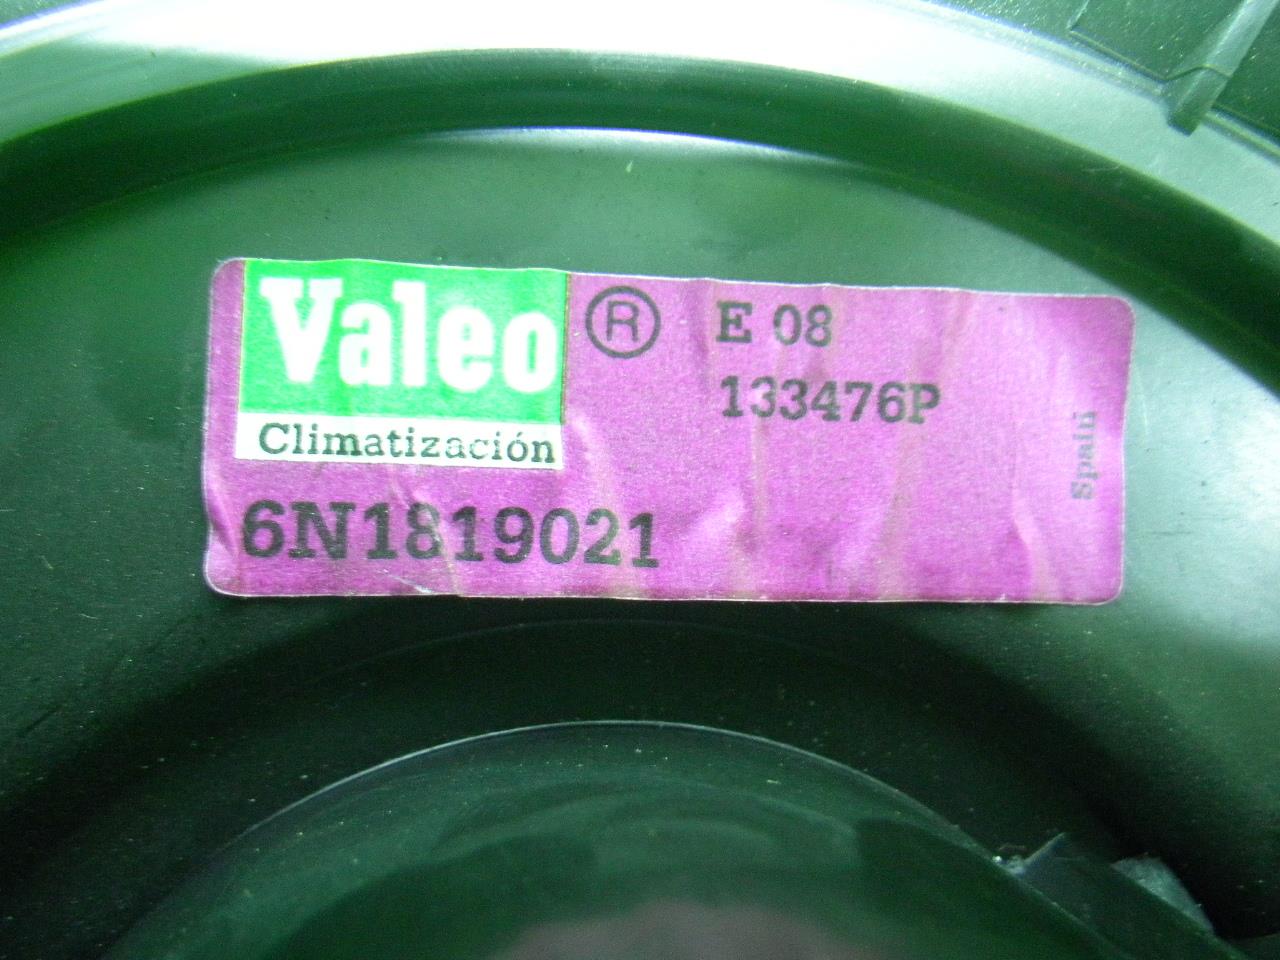 Valeo ® E 08
133476P
Climatización
6N1819021
Spain